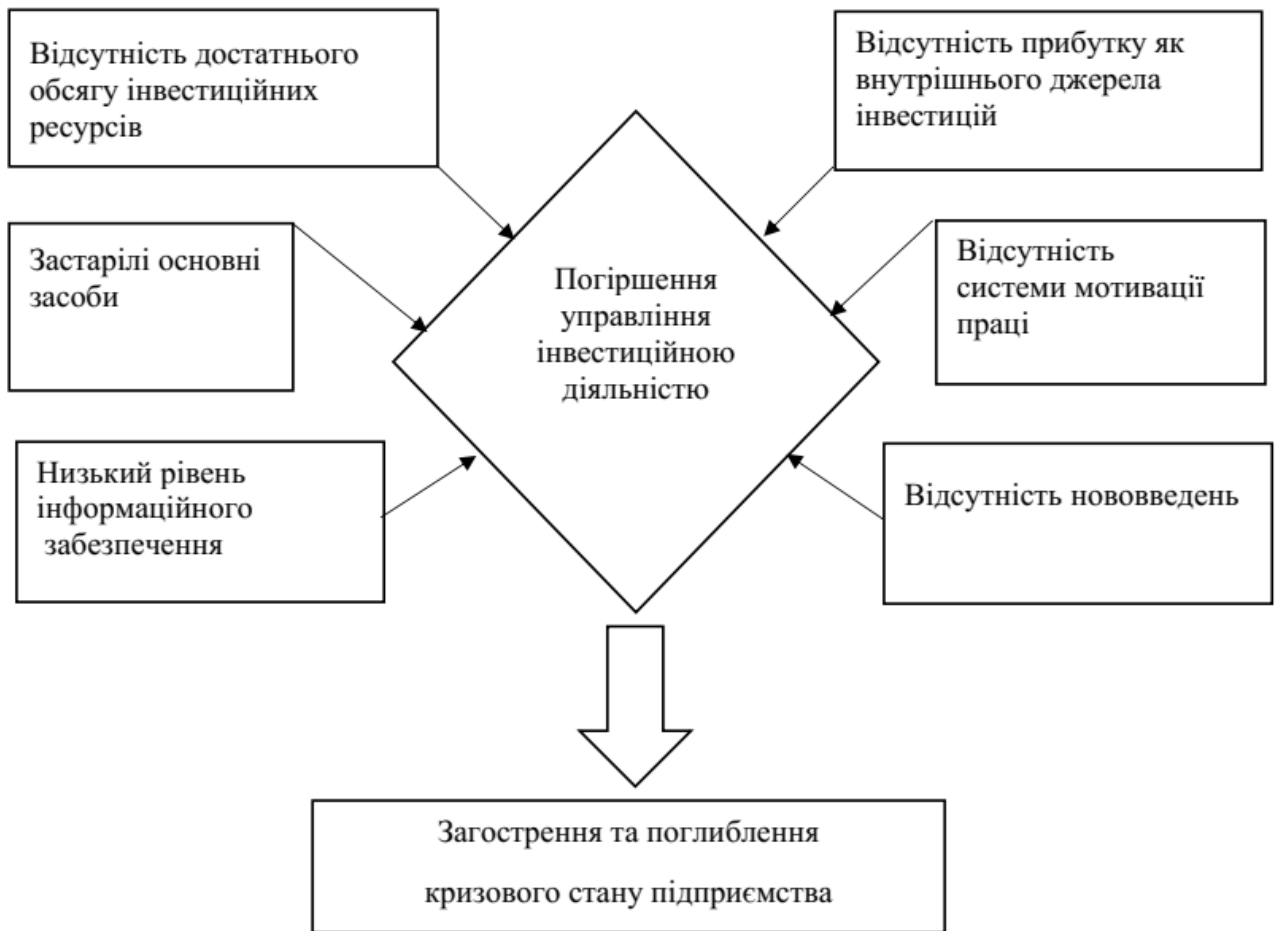 Відсутність достатнього
обсягу інвестиційних
ресурсів
Відсутність прибутку як
внутрішнього джерела
інвестицій
Застарілі основні
засоби
Погіршення
управління
інвестиційною
діяльністю
Відсутність
системи мотивації
праці
Низький рівень
інформаційного
забезпечення
Відсутність нововведень
Загострення та поглиблення
кризового стану підприємства